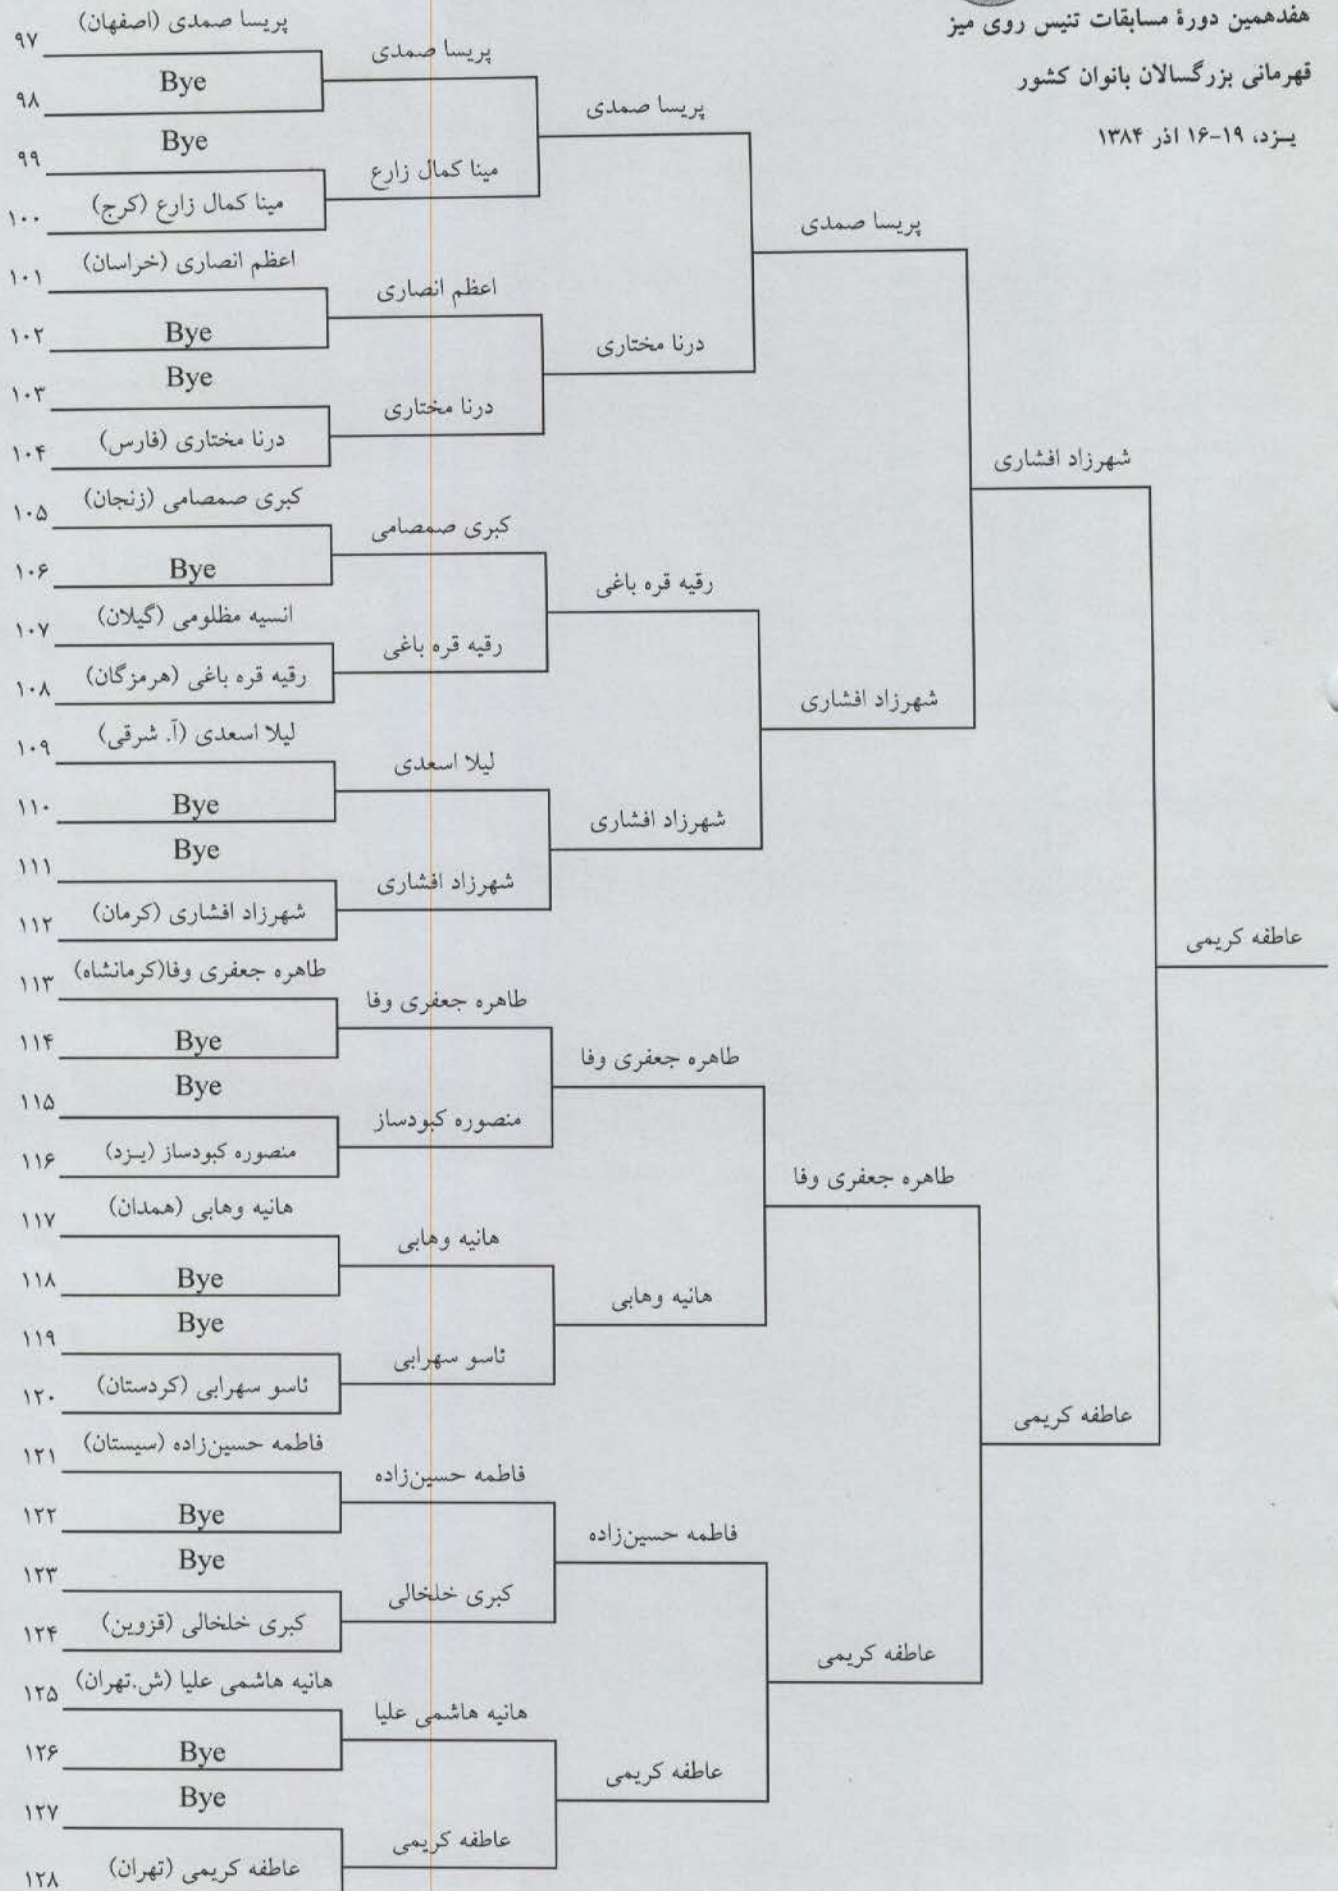 هفدهمین دورهٔ مسابقات تنیس روی میز
قهرمانی بزرگسالان بانوان کشور
یـزد، ۱۹-۱۶ اذر ۱۳۸۴
۹۷ پریسا صمدی (اصفهان)
پریسا صمدی
۹۸ Bye
پریسا صمدی
۹۹ Bye
مینا کمال زارع
۱۰۰ مینا کمال زارع (کرج)
پریسا صمدی
۱۰۱ اعظم انصاری (خراسان)
اعظم انصاری
۱۰۲ Bye
درنا مختاری
۱۰۳ Bye
درنا مختاری
۱۰۴ درنا مختاری (فارس)
شهرزاد افشاری
۱۰۵ کبری صمصامی (زنجان)
کبری صمصامی
۱۰۶ Bye
رقیه قره باغی
۱۰۷ انسیه مظلومی (گیلان)
رقیه قره باغی
۱۰۸ رقیه قره باغی (هرمزگان)
شهرزاد افشاری
۱۰۹ لیلا اسعدی (آ. شرقی)
لیلا اسعدی
۱۱۰ Bye
شهرزاد افشاری
۱۱۱ Bye
شهرزاد افشاری
۱۱۲ شهرزاد افشاری (کرمان)
عاطفه کریمی
۱۱۳ طاهره جعفری وفا(کرمانشاه)
طاهره جعفری وفا
۱۱۴ Bye
طاهره جعفری وفا
۱۱۵ Bye
منصوره کبودساز
۱۱۶ منصوره کبودساز (یـزد)
طاهره جعفری وفا
۱۱۷ هانیه وهابی (همدان)
هانیه وهابی
۱۱۸ Bye
هانیه وهابی
۱۱۹ Bye
ئاسو سهرابی
۱۲۰ ئاسو سهرابی (کردستان)
عاطفه کریمی
۱۲۱ فاطمه حسین‌زاده (سیستان)
فاطمه حسین‌زاده
۱۲۲ Bye
فاطمه حسین‌زاده
۱۲۳ Bye
کبری خلخالی
۱۲۴ کبری خلخالی (قزوین)
عاطفه کریمی
۱۲۵ هانیه هاشمی علیا (ش.تهران)
هانیه هاشمی علیا
۱۲۶ Bye
عاطفه کریمی
۱۲۷ Bye
عاطفه کریمی
۱۲۸ عاطفه کریمی (تهران)